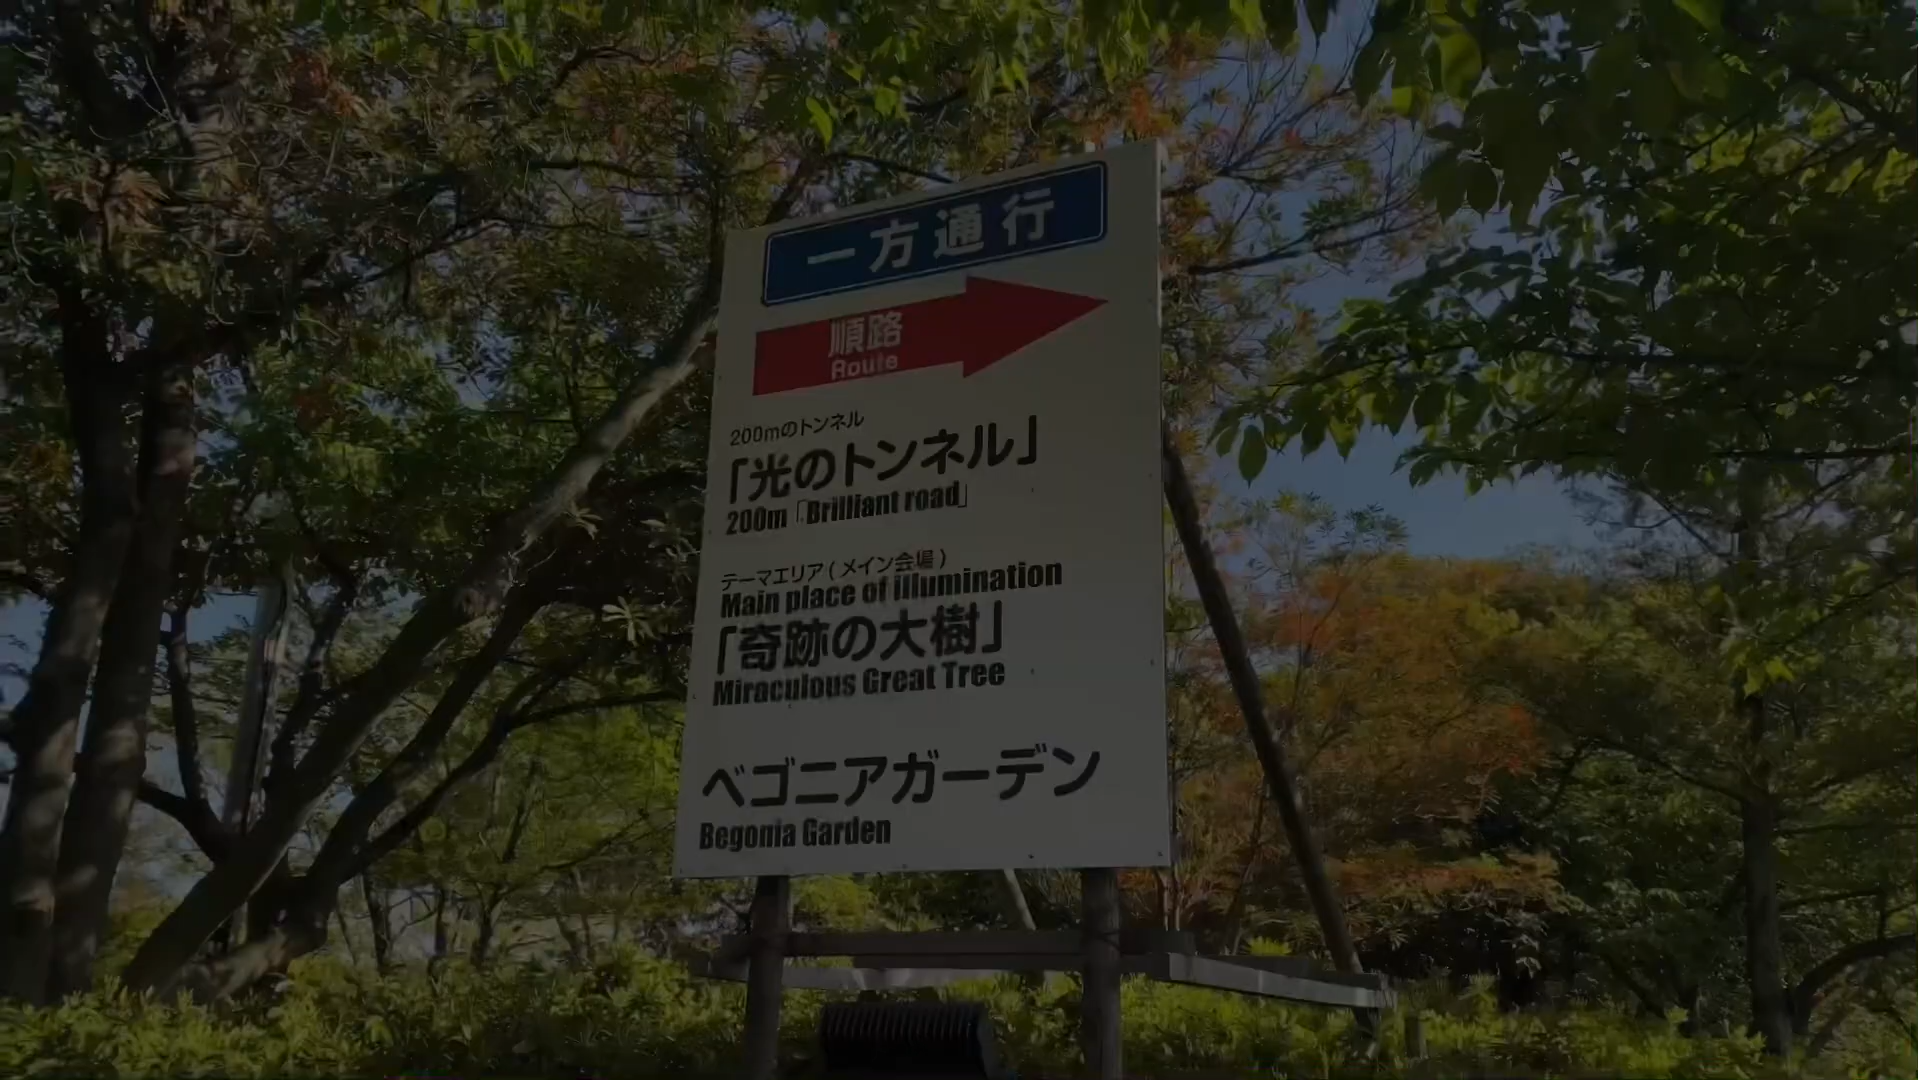 一方通行
順路
Route
200mのトンネル
「光のトンネル」
200m「Brilliant road」
テーマエリア(メイン会場)
Main place of illumination
「奇跡の大樹」
Miraculous Great Tree
ベゴニアガーデン
Begonia Garden